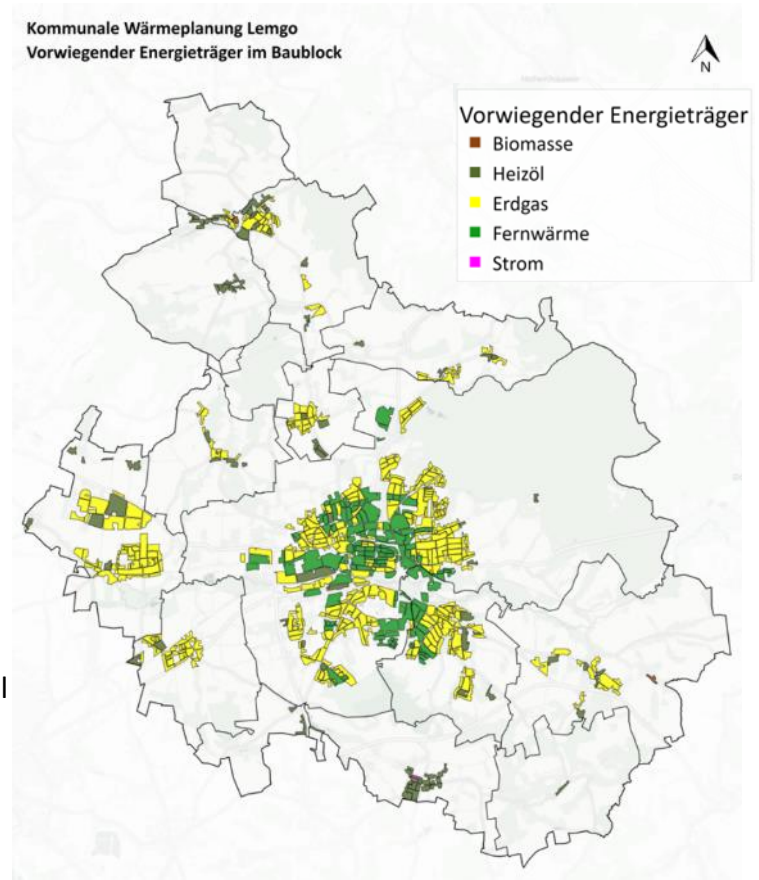 Kommunale Wärmeplanung Lemgo
Vorwiegender Energieträger im Baublock
N
Vorwiegender Energieträger
Biomasse
Heizöl
Erdgas
Fernwärme
Strom
l